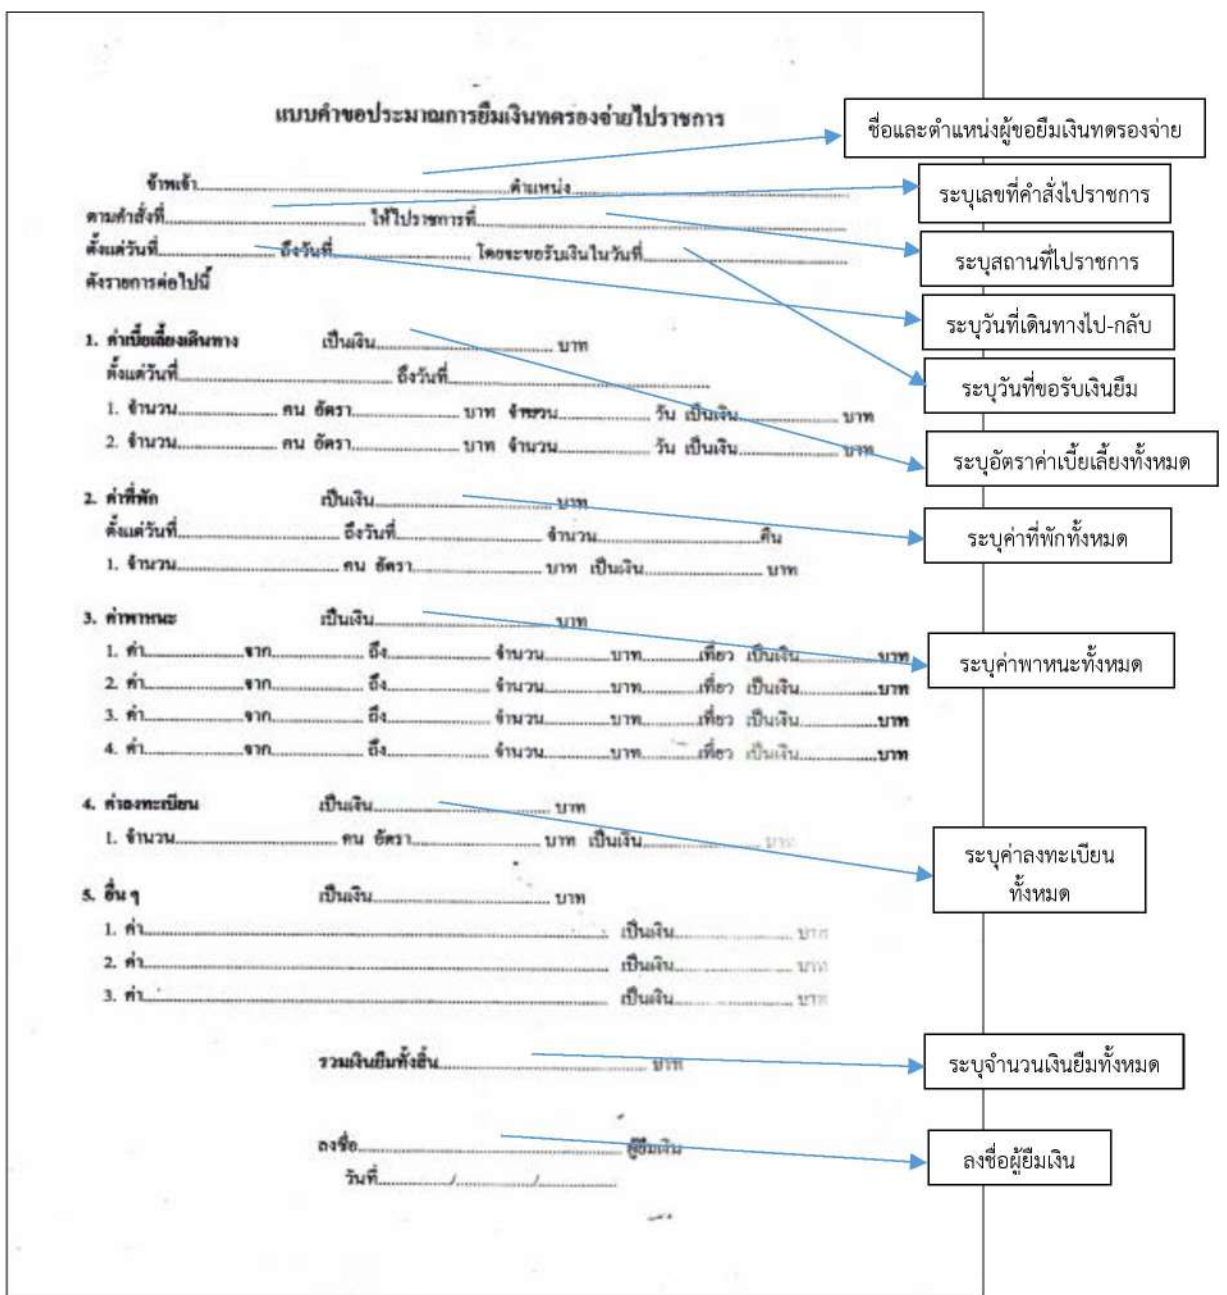 แบบคำขอประมาณการยืมเงินทดรองจ่ายไปราชการ
ชื่อและตำแหน่งผู้ขอยืมเงินทดรองจ่าย
ข้าพเจ้า........................................ตำแหน่ง........................................
ระบุเลขที่คำสั่งไปราชการ
ตามคำสั่งที่........................................ให้ไปราชการที่........................................
ตั้งแต่วันที่....................ถึงวันที่....................โดยจะขอรับเงินในวันที่....................
ระบุสถานที่ไปราชการ
ดังรายการต่อไปนี้
ระบุวันที่เดินทางไป-กลับ
1. ค่าเบี้ยเลี้ยงเดินทาง เป็นเงิน.............................. บาท
ตั้งแต่วันที่.............................. ถึงวันที่..............................
ระบุวันที่ขอรับเงินยืม
1. จำนวน.................... คน อัตรา.................... บาท จำนวน.................... วัน เป็นเงิน.................... บาท
2. จำนวน.................... คน อัตรา.................... บาท จำนวน.................... วัน เป็นเงิน.................... บาท
ระบุอัตราค่าเบี้ยเลี้ยงทั้งหมด
2. ค่าที่พัก เป็นเงิน.............................. บาท
ตั้งแต่วันที่.............................. ถึงวันที่.............................. จำนวน..............................คืน
ระบุค่าที่พักทั้งหมด
1. จำนวน.............................. คน อัตรา.................... บาท เป็นเงิน.................... บาท
3. ค่าพาหนะ เป็นเงิน.............................. บาท
1. ค่า....................จาก.................... ถึง.................... จำนวน..........บาท..........เที่ยว เป็นเงิน..........บาท
ระบุค่าพาหนะทั้งหมด
2. ค่า....................จาก.................... ถึง.................... จำนวน..........บาท..........เที่ยว เป็นเงิน..........บาท
3. ค่า....................จาก.................... ถึง.................... จำนวน..........บาท..........เที่ยว เป็นเงิน..........บาท
4. ค่า....................จาก.................... ถึง.................... จำนวน..........บาท..........เที่ยว เป็นเงิน..........บาท
4. ค่าลงทะเบียน เป็นเงิน.............................. บาท
1. จำนวน.............................. คน อัตรา.................... บาท เป็นเงิน.................... บาท
ระบุค่าลงทะเบียน
ทั้งหมด
5. อื่น ๆ เป็นเงิน.............................. บาท
1. ค่า............................................................ เป็นเงิน.................... บาท
2. ค่า............................................................ เป็นเงิน.................... บาท
3. ค่า............................................................ เป็นเงิน.................... บาท
รวมเงินยืมทั้งสิ้น.............................. บาท
ระบุจำนวนเงินยืมทั้งหมด
ลงชื่อ........................................ ผู้ยืมเงิน
ลงชื่อผู้ยืมเงิน
วันที่............../............../..............